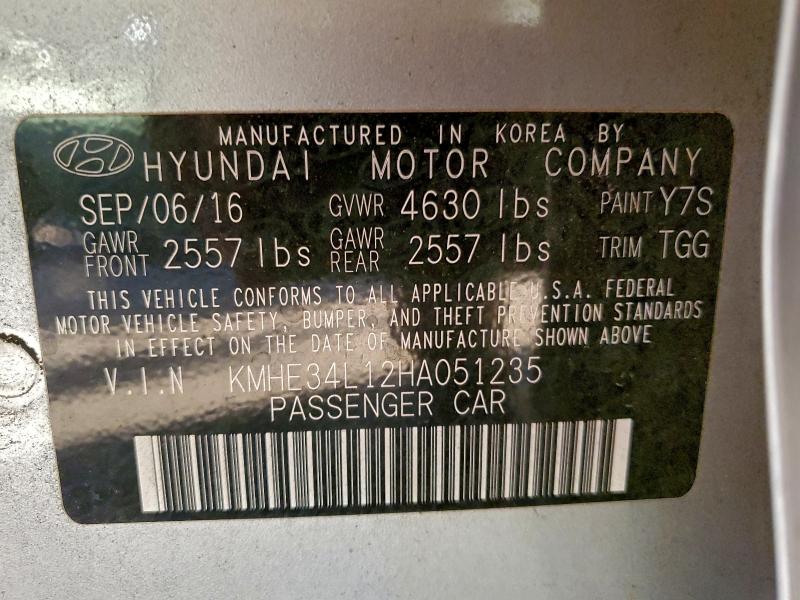 MANUFACTURED IN KOREA BY
HYUNDAI MOTOR COMPANY
SEP/06/16 GVWR 4630 lbs PAINT Y7S
GAWR FRONT 2557 lbs GAWR REAR 2557 lbs TRIM TGG
THIS VEHICLE CONFORMS TO ALL APPLICABLE U.S.A. FEDERAL
MOTOR VEHICLE SAFETY, BUMPER, AND THEFT PREVENTION STANDARDS
IN EFFECT ON THE DATE OF MANUFACTURE SHOWN ABOVE
V.I.N KMHE34L12HA051235
PASSENGER CAR